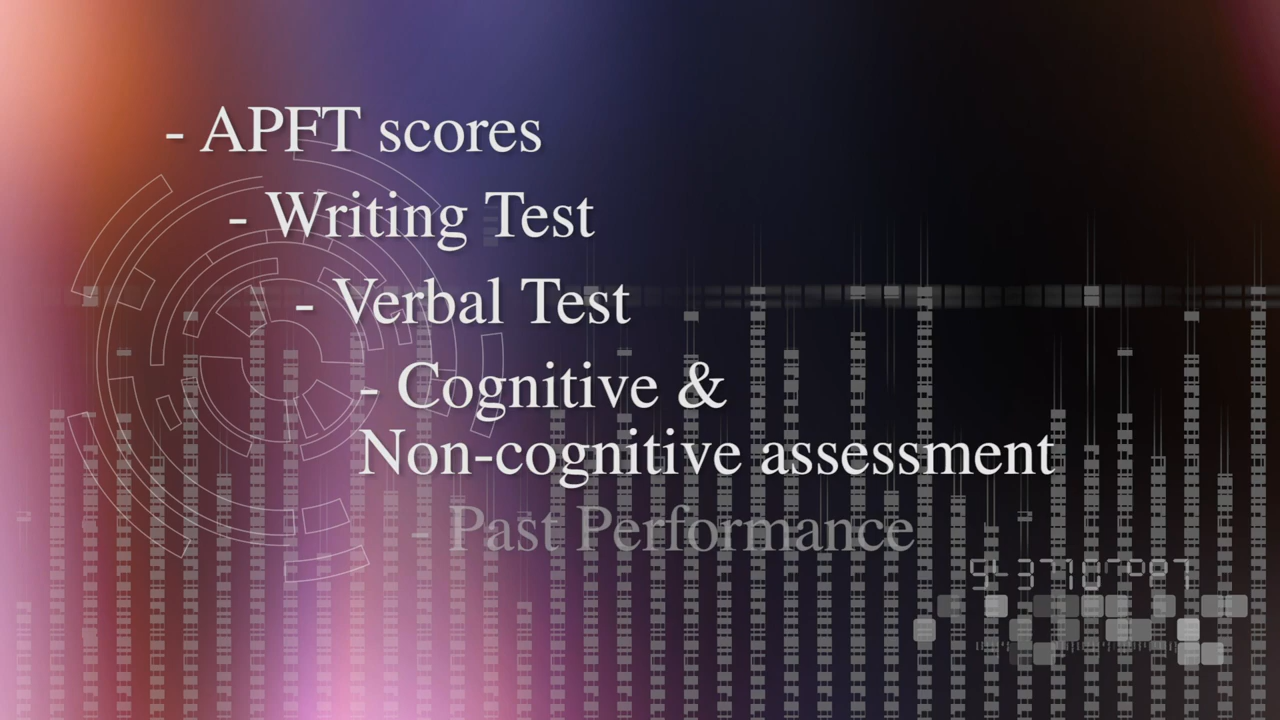 - APFT scores
- Writing Test
- Verbal Test
- Cognitive &
Non-cognitive assessment
- Past Performance